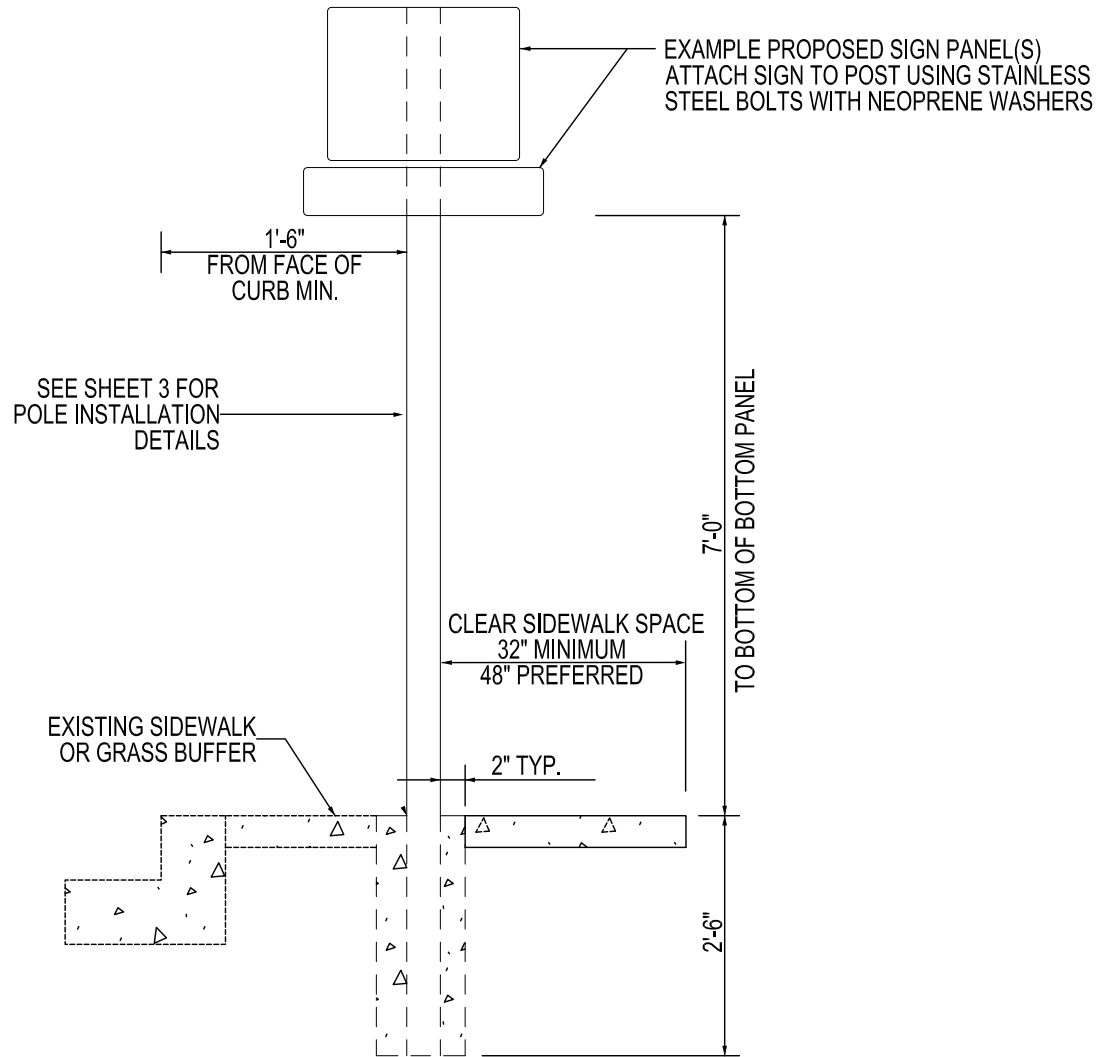 EXAMPLE PROPOSED SIGN PANEL(S)
ATTACH SIGN TO POST USING STAINLESS
STEEL BOLTS WITH NEOPRENE WASHERS
1'-6"
FROM FACE OF
CURB MIN.
SEE SHEET 3 FOR
POLE INSTALLATION
DETAILS
7'-0"
TO BOTTOM OF BOTTOM PANEL
CLEAR SIDEWALK SPACE
32" MINIMUM
48" PREFERRED
EXISTING SIDEWALK
OR GRASS BUFFER
2" TYP.
2'-6"